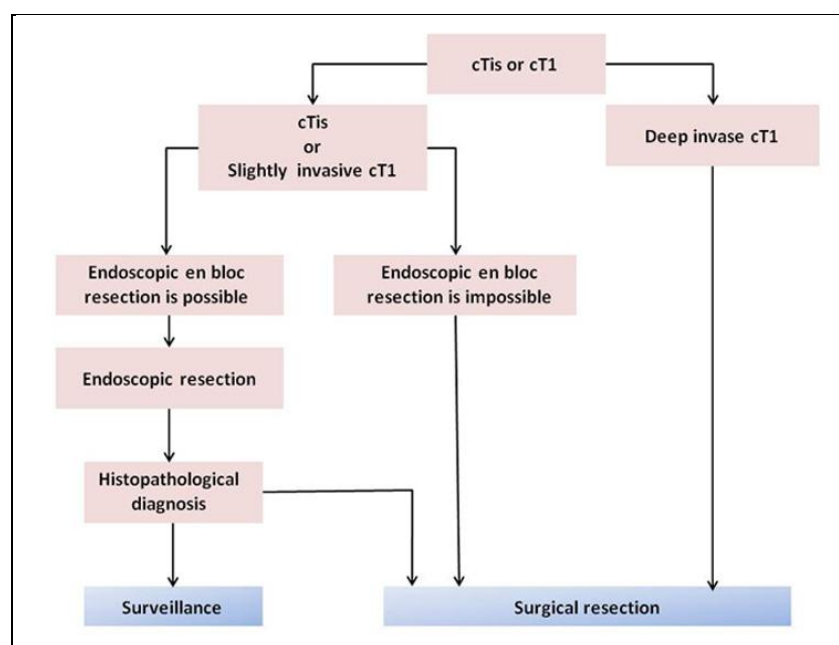 cTis or cT1
cTis
or
Slightly invasive cT1
Deep invase cT1
Endoscopic en bloc
resection is possible
Endoscopic en bloc
resection is impossible
Endoscopic resection
Histopathological
diagnosis
Surveillance
Surgical resection